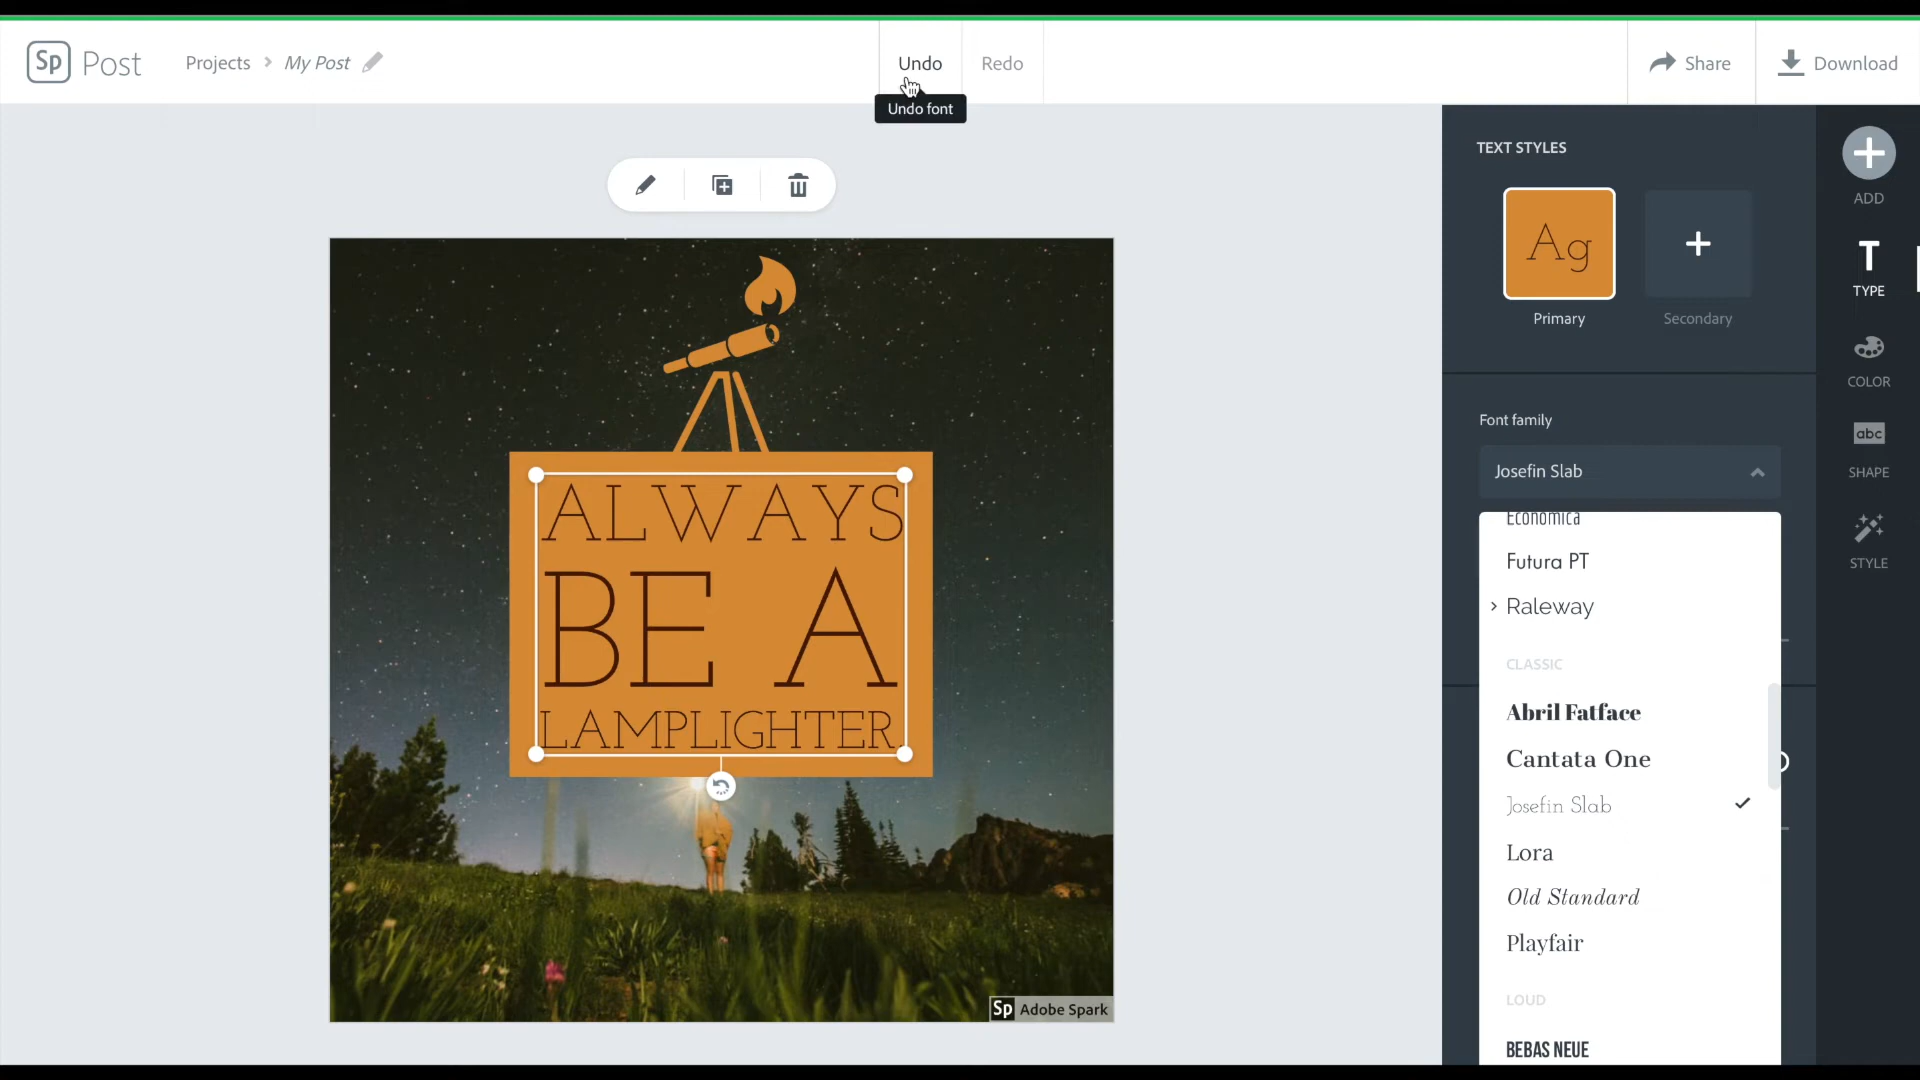 Sp Post
Projects > My Post
Undo
Redo
Undo font
Share
Download
TEXT STYLES
Ag
Primary
Secondary
ADD
TYPE
COLOR
abc
SHAPE
STYLE
Font family
Josefin Slab
Economica
Futura PT
Raleway
CLASSIC
Abril Fatface
Cantata One
Josefin Slab
Lora
Old Standard
Playfair
LOUD
BEBAS NEUE
ALWAYS
BE A
LAMPLIGHTER.
Sp Adobe Spark